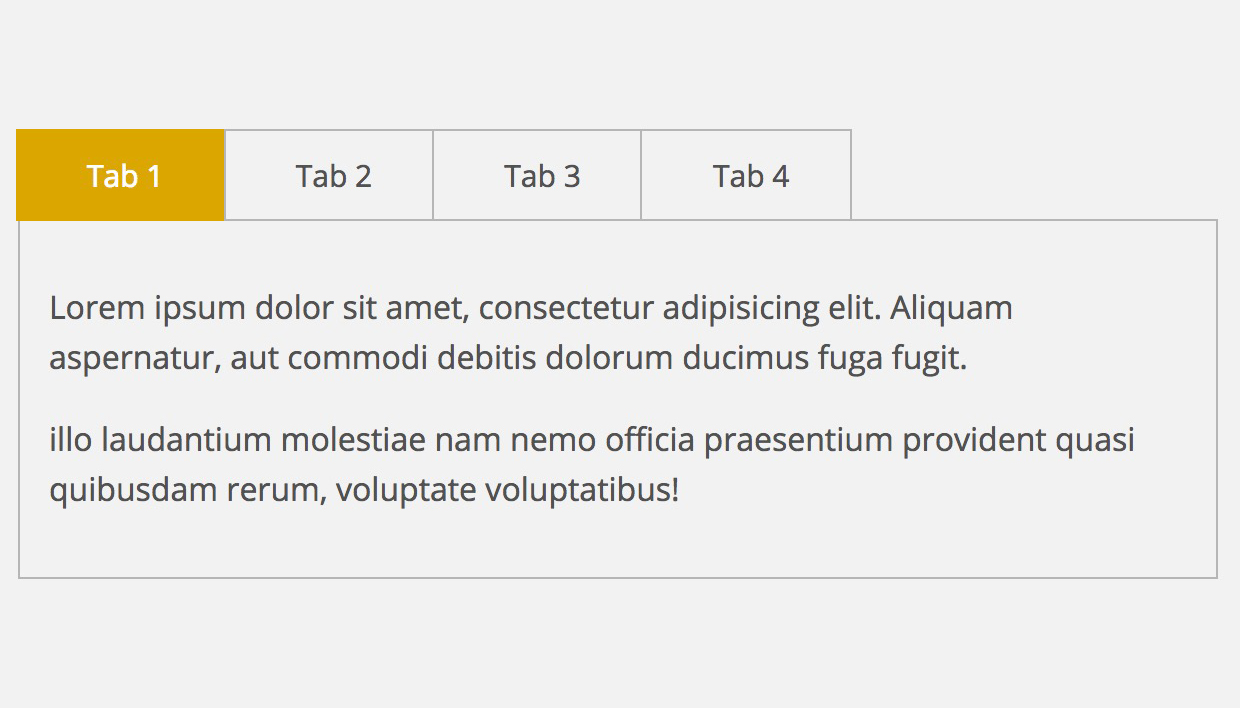 Tab 1 Tab 2 Tab 3 Tab 4
Lorem ipsum dolor sit amet, consectetur adipisicing elit. Aliquam
aspernatur, aut commodi debitis dolorum ducimus fuga fugit.
illo laudantium molestiae nam nemo officia praesentium provident quasi
quibusdam rerum, voluptate voluptatibus!